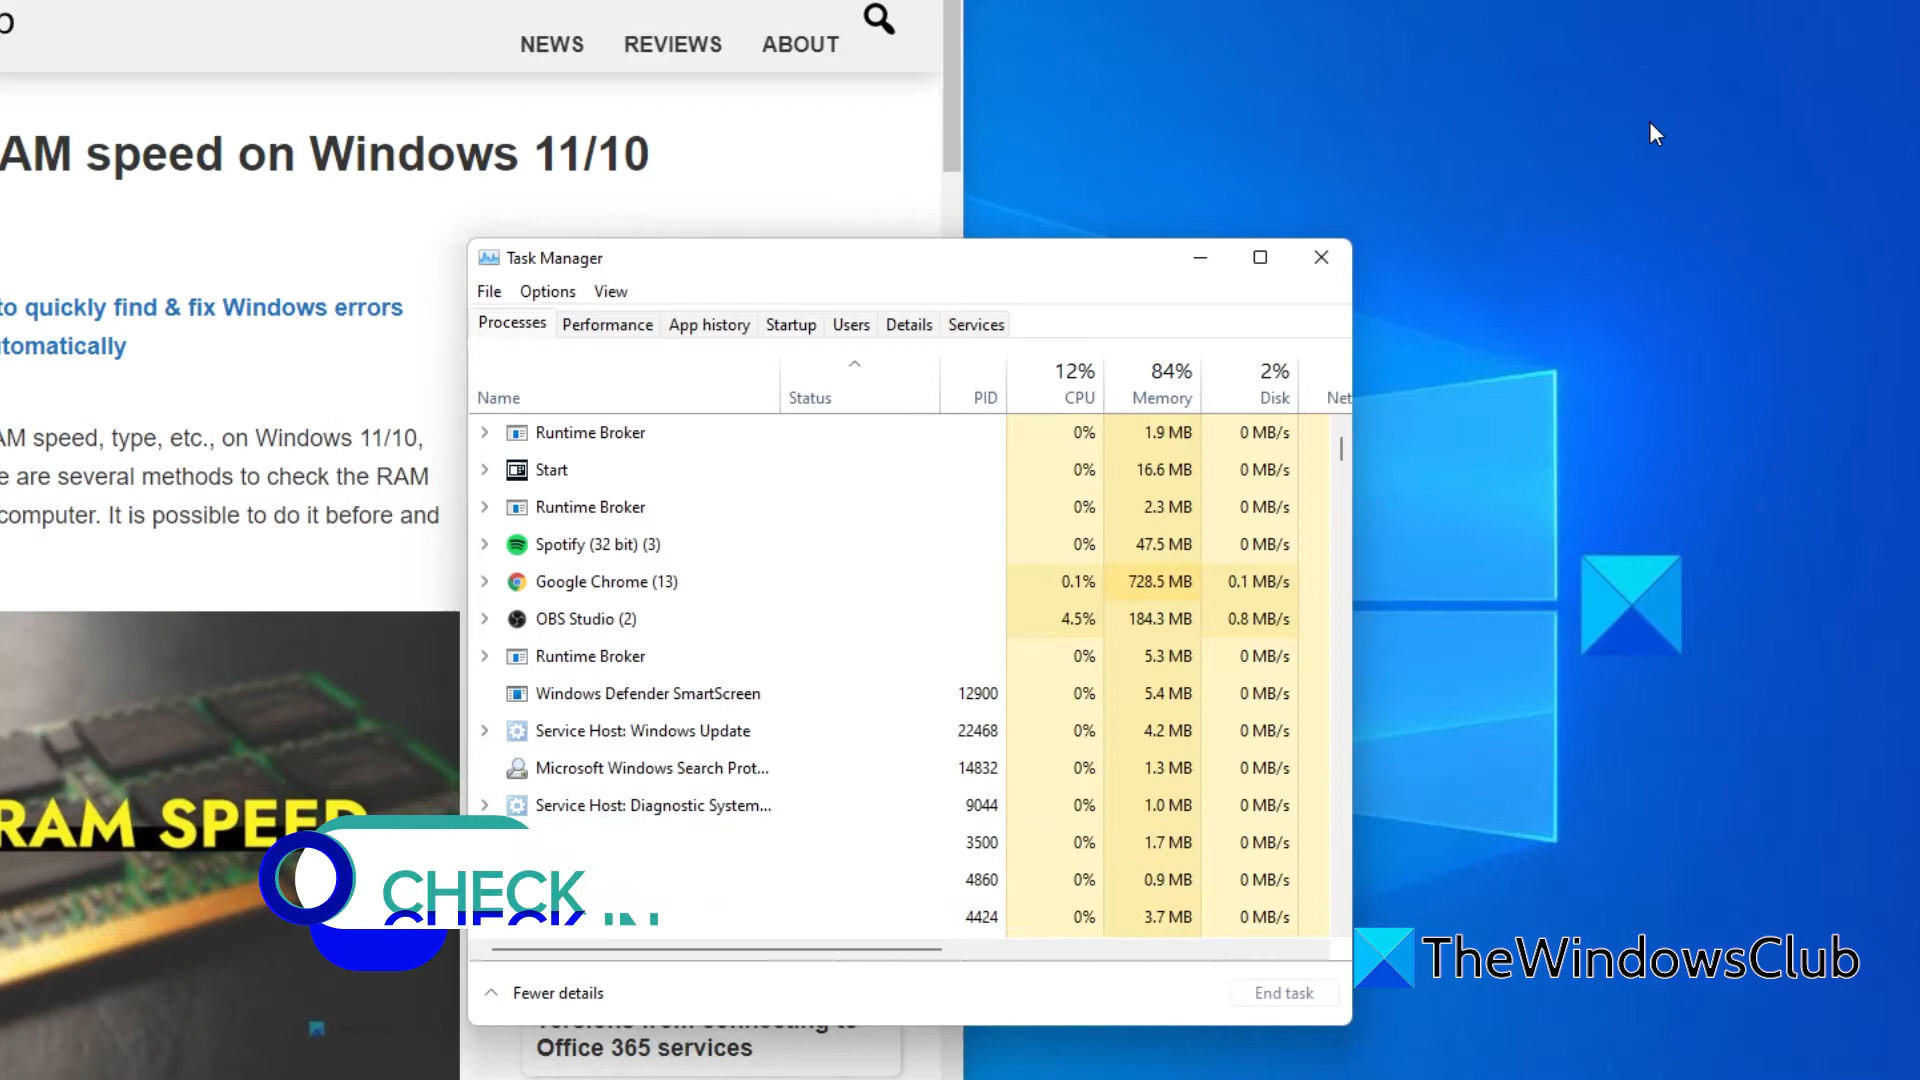 NEWS REVIEWS ABOUT
AM speed on Windows 11/10
to quickly find & fix Windows errors
tomatically
AM speed, type, etc., on Windows 11/10,
e are several methods to check the RAM
computer. It is possible to do it before and
RAM SPEED
Task Manager
File Options View
Processes Performance App history Startup Users Details Services
12% 84% 2%
Name Status PID CPU Memory Disk Net
Runtime Broker 0% 1.9 MB 0 MB/s
Start 0% 16.6 MB 0 MB/s
Runtime Broker 0% 2.3 MB 0 MB/s
Spotify (32 bit) (3) 0% 47.5 MB 0 MB/s
Google Chrome (13) 0.1% 728.5 MB 0.1 MB/s
OBS Studio (2) 4.5% 184.3 MB 0.8 MB/s
Runtime Broker 0% 5.3 MB 0 MB/s
Windows Defender SmartScreen 12900 0% 5.4 MB 0 MB/s
Service Host: Windows Update 22468 0% 4.2 MB 0 MB/s
Microsoft Windows Search Prot... 14832 0% 1.3 MB 0 MB/s
Service Host: Diagnostic System... 9044 0% 1.0 MB 0 MB/s
3500 0% 1.7 MB 0 MB/s
4860 0% 0.9 MB 0 MB/s
4424 0% 3.7 MB 0 MB/s
CHECK
Fewer details End task
Office 365 services
TheWindowsClub